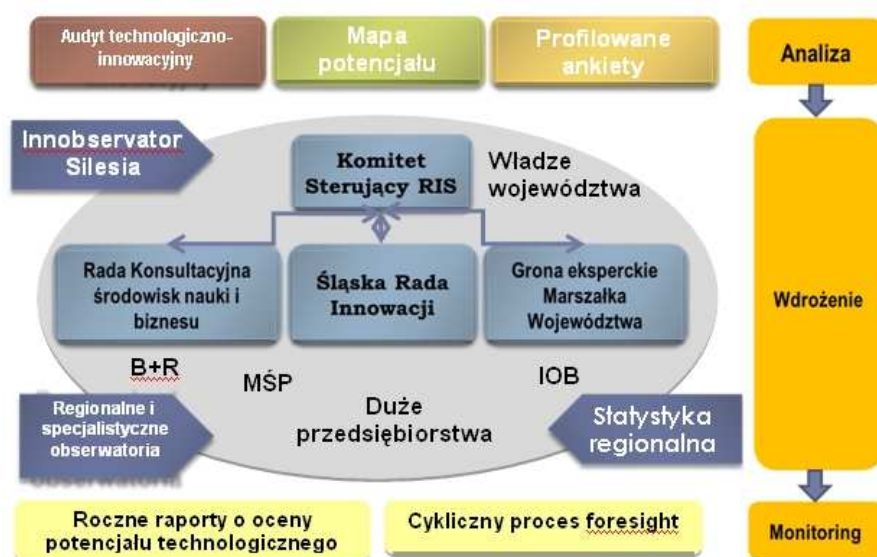 Audyt technologiczno-
innowacyjny
Mapa
potencjału
Profilowane
ankiety
Analiza
Innobservator
Silesia
Komitet
Sterujący RIS
Władze
województwa
Rada Konsultacyjna
środowisk nauki i
biznesu
Śląska Rada
Innowacji
Grona eksperckie
Marszałka
Województwa
Wdrożenie
B+R
MŚP
IOB
Duże
przedsiębiorstwa
Regionalne i
specjalistyczne
obserwatoria
Statystyka
regionalna
Roczne raporty o oceny
potencjału technologicznego
Cykliczny proces foresight
Monitoring